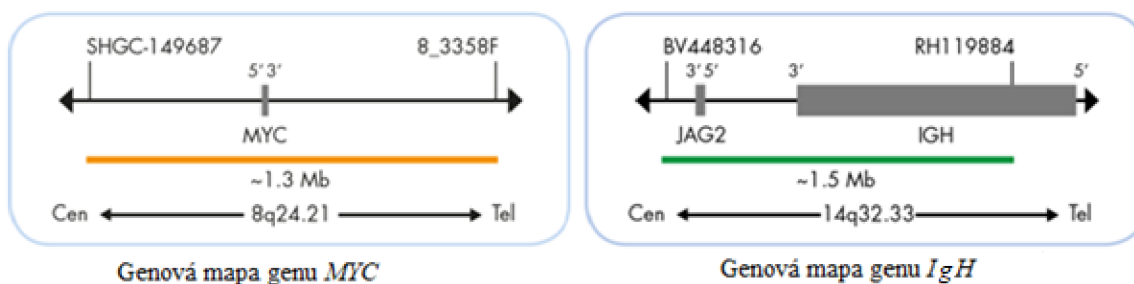 SHGC-149687 8_3358F
5' 3'
MYC
~1.3 Mb
Cen 8q24.21 Tel
Genová mapa genu MYC
BV448316 RH119884
3' 5' 3' 5'
JAG2 IGH
~1.5 Mb
Cen 14q32.33 Tel
Genová mapa genu IgH